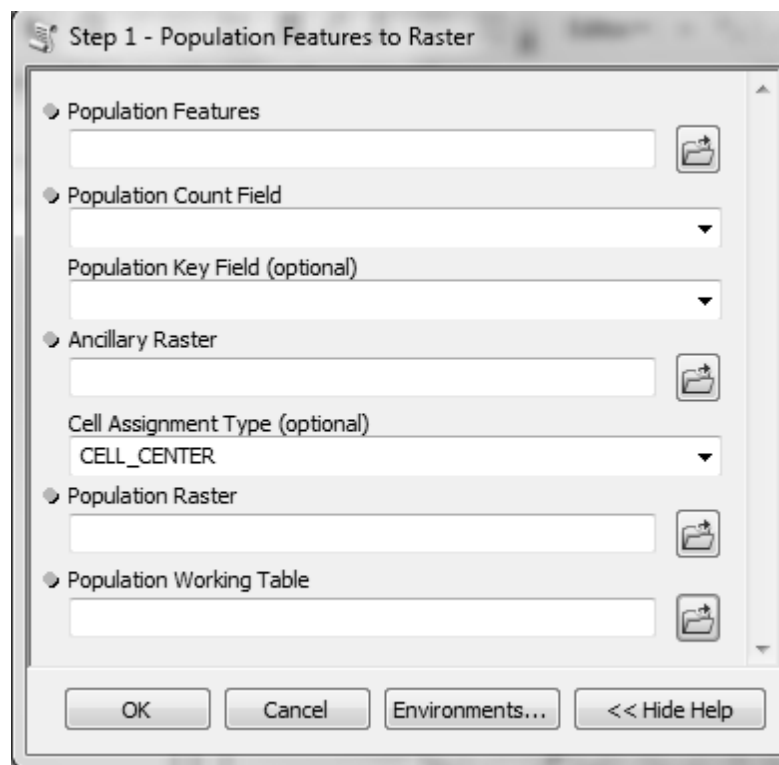 Step 1 - Population Features to Raster
Population Features
Population Count Field
Population Key Field (optional)
Ancillary Raster
Cell Assignment Type (optional)
CELL_CENTER
Population Raster
Population Working Table
OK Cancel Environments... << Hide Help